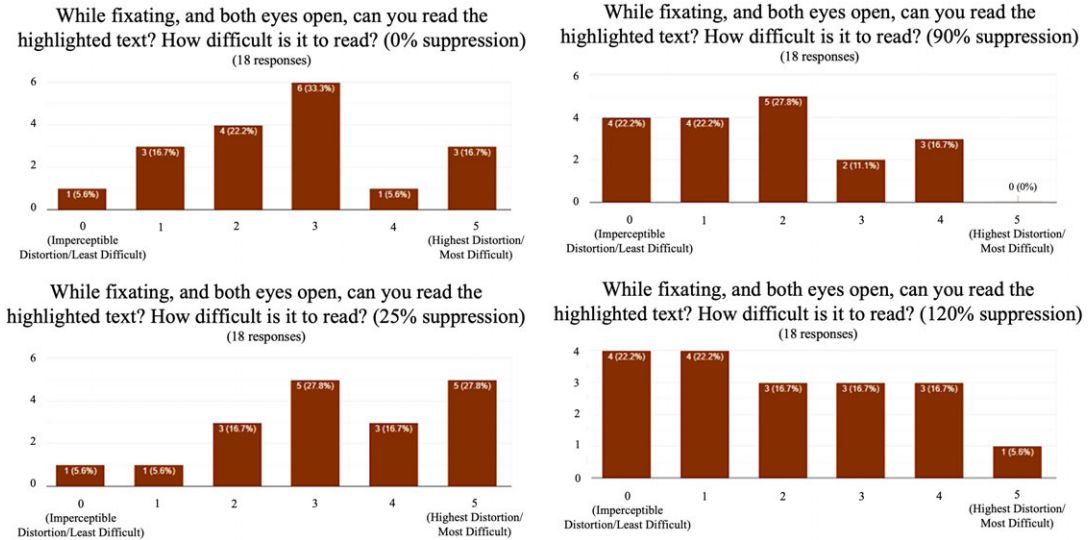 While fixating, and both eyes open, can you read the
highlighted text? How difficult is it to read? (0% suppression)
(18 responses)
6
4
2
0
1 (5.6%)
3 (16.7%)
4 (22.2%)
6 (33.3%)
1 (5.6%)
3 (16.7%)
0
1
2
3
4
5
(Imperceptible
Distortion/Least Difficult)
(Highest Distortion/
Most Difficult)
While fixating, and both eyes open, can you read the
highlighted text? How difficult is it to read? (90% suppression)
(18 responses)
6
4
2
0
4 (22.2%)
4 (22.2%)
5 (27.8%)
2 (11.1%)
3 (16.7%)
0 (0%)
0
1
2
3
4
5
(Imperceptible
Distortion/Least Difficult)
(Highest Distortion/
Most Difficult)
While fixating, and both eyes open, can you read the
highlighted text? How difficult is it to read? (25% suppression)
(18 responses)
6
4
2
0
1 (5.6%)
1 (5.6%)
3 (16.7%)
5 (27.8%)
3 (16.7%)
5 (27.8%)
0
1
2
3
4
5
(Imperceptible
Distortion/Least Difficult)
(Highest Distortion/
Most Difficult)
While fixating, and both eyes open, can you read the
highlighted text? How difficult is it to read? (120% suppression)
(18 responses)
4
3
2
1
0
4 (22.2%)
4 (22.2%)
3 (16.7%)
3 (16.7%)
3 (16.7%)
1 (5.6%)
0
1
2
3
4
5
(Imperceptible
Distortion/Least Difficult)
(Highest Distortion/
Most Difficult)